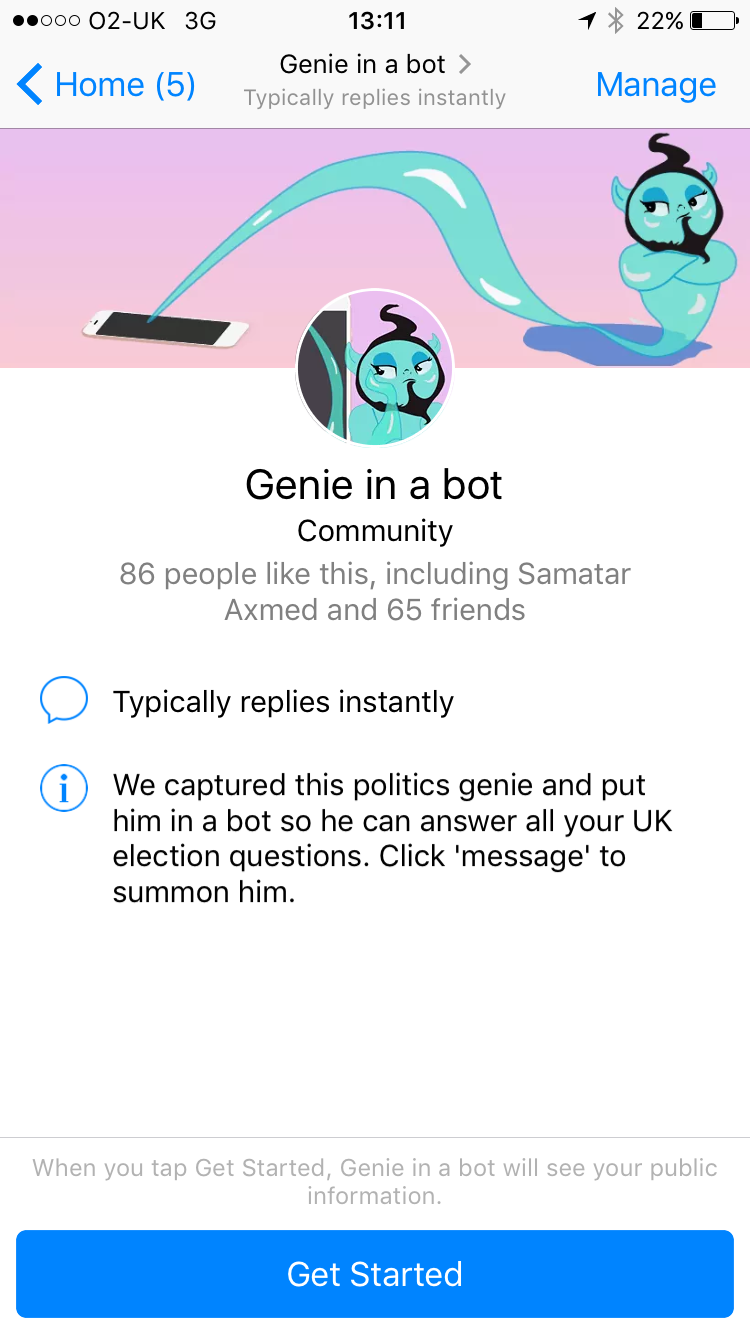 O2-UK 3G 13:11 22%
Home (5) Genie in a bot Manage
Typically replies instantly
Genie in a bot
Community
86 people like this, including Samatar
Axmed and 65 friends
Typically replies instantly
We captured this politics genie and put
him in a bot so he can answer all your UK
election questions. Click 'message' to
summon him.
When you tap Get Started, Genie in a bot will see your public
information.
Get Started